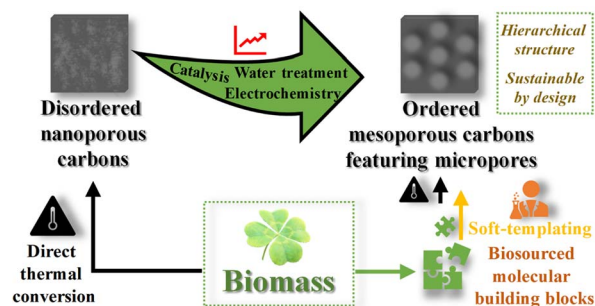 Disordered
nanoporous
carbons
Catalysis Water treatment
Electrochemistry
Ordered
mesoporous carbons
featuring micropores
Hierarchical
structure
Sustainable
by design
Direct
thermal
conversion
Biomass
Soft-templating
Biosourced
molecular
building blocks